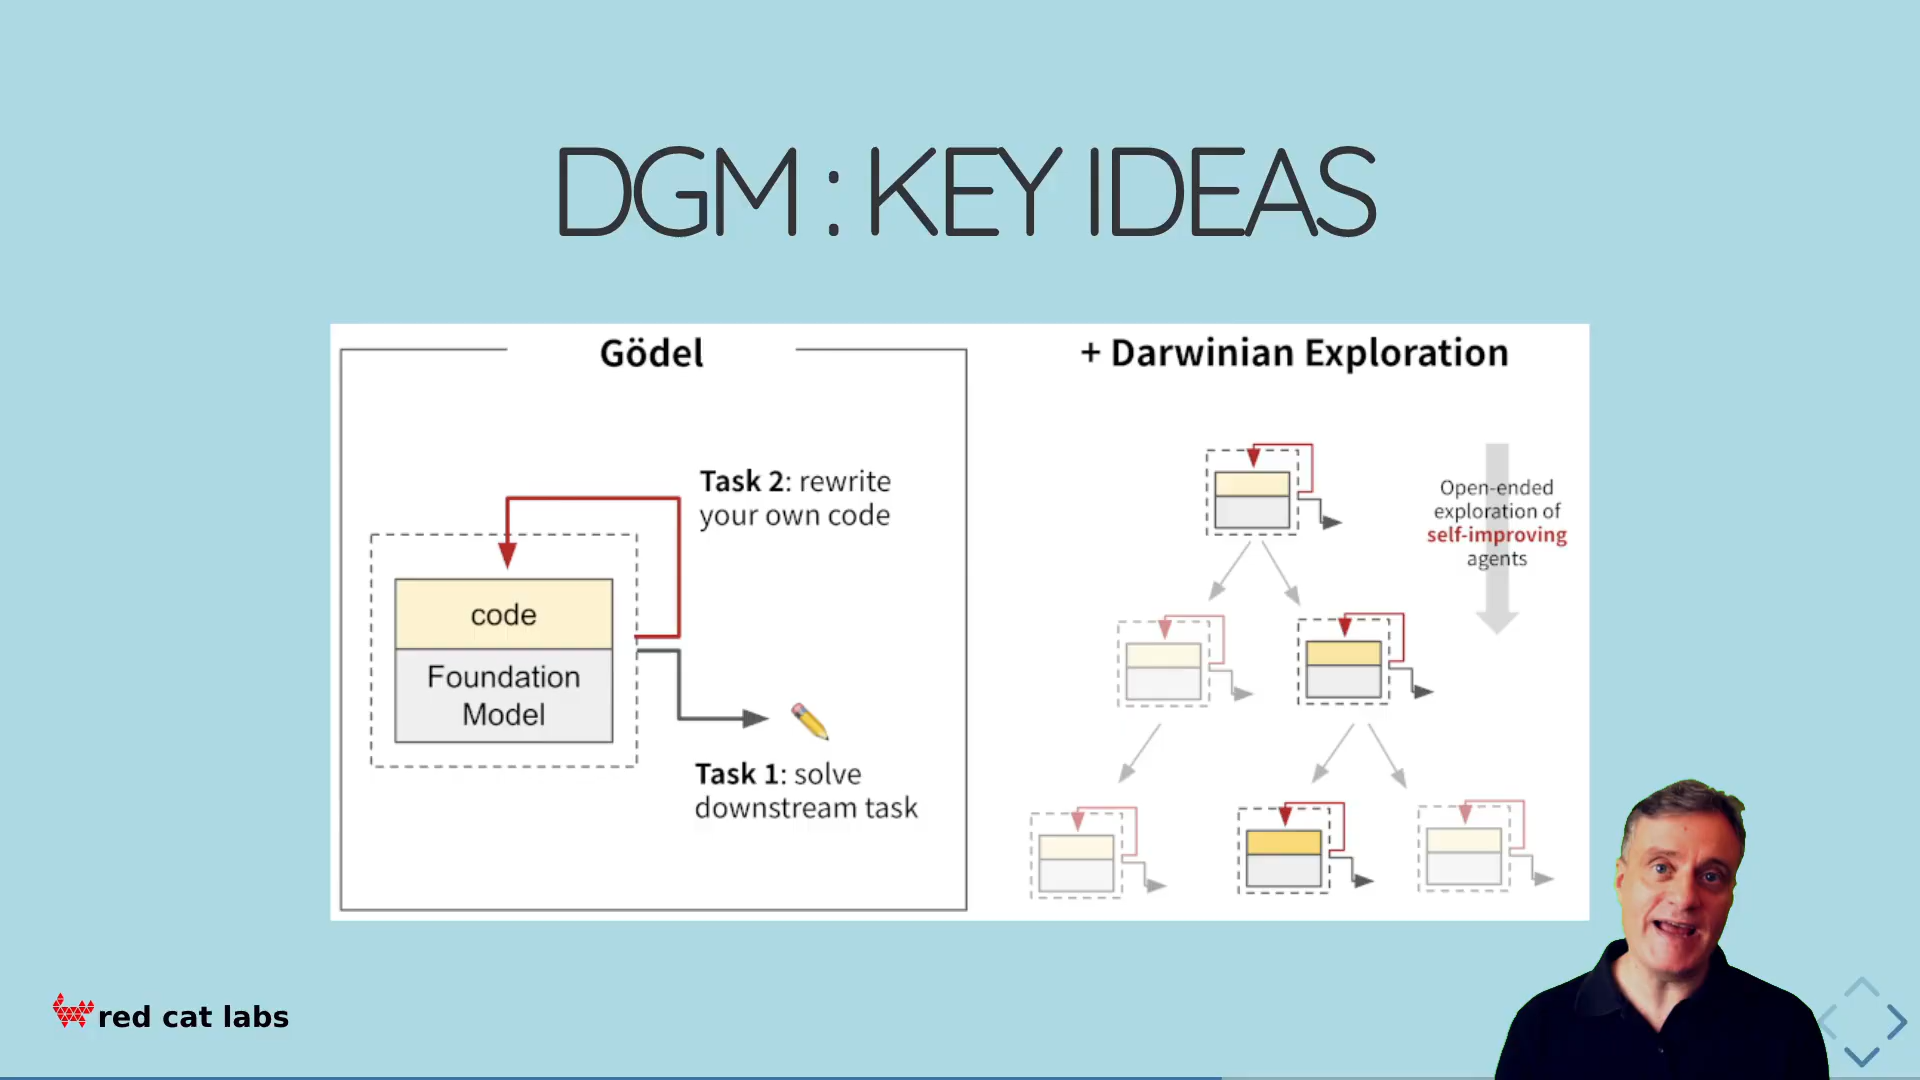 DGM : KEY IDEAS
Gödel
Task 2: rewrite
your own code
code
Foundation
Model
Task 1: solve
downstream task
+ Darwinian Exploration
Open-ended
exploration of
self-improving
agents
red cat labs